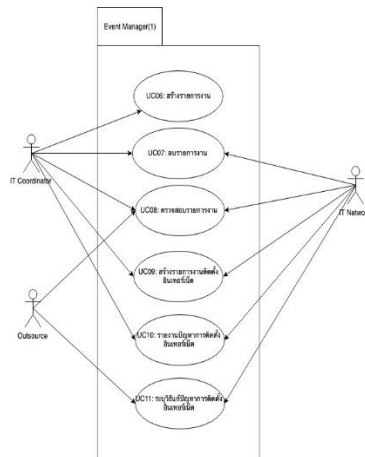 Event Manager(1)
UC06: สร้างรายการงาน
UC07: ลบรายการงาน
IT Coordinator
UC08: ตรวจสอบรายการงาน
IT Netwo
UC09: สร้างรายการงานติดตั้ง
อินเทอร์เน็ต
Outsource
UC10: รายงานปัญหาการติดตั้ง
อินเทอร์เน็ต
UC11: ระบุวิธีแก้ปัญหาการติดตั้ง
อินเทอร์เน็ต